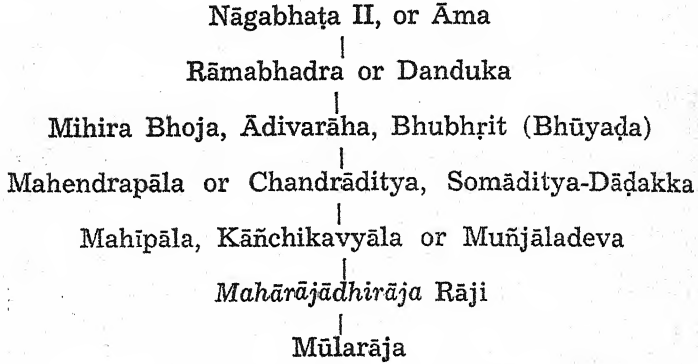 Nāgabhaṭa II, or Āma
Rāmabhadra or Danduka
Mihira Bhoja, Ādivarāha, Bhubhṛit (Bhūyaḍa)
Mahendrapāla or Chandrāditya, Somāditya-Dāḍakka
Mahīpāla, Kāñchikavyāla or Muñjāladeva
Mahārājādhirāja Rāji
Mūlarāja